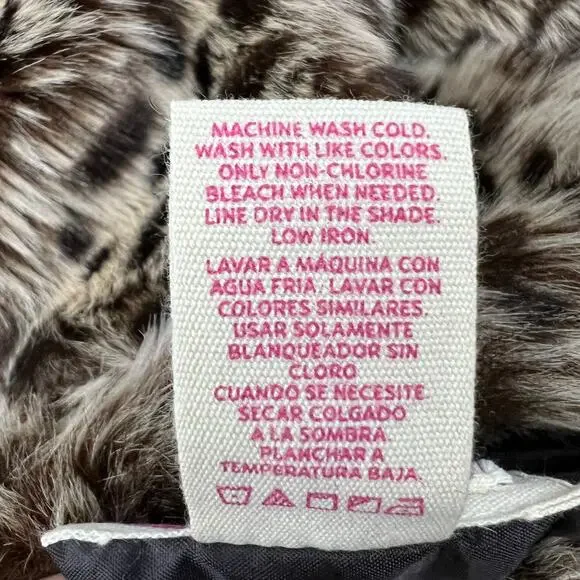 MACHINE WASH COLD.
WASH WITH LIKE COLORS.
ONLY NON-CHLORINE
BLEACH WHEN NEEDED.
LINE DRY IN THE SHADE.
LOW IRON.
LAVAR A MÁQUINA CON
AGUA FRIA. LAVAR CON
COLORES SIMILARES.
USAR SOLAMENTE
BLANQUEADOR SIN
CLORO
CUANDO SE NECESITE
SECAR COLGADO
A LA SOMBRA.
PLANCHAR A
TEMPERATURA BAJA.